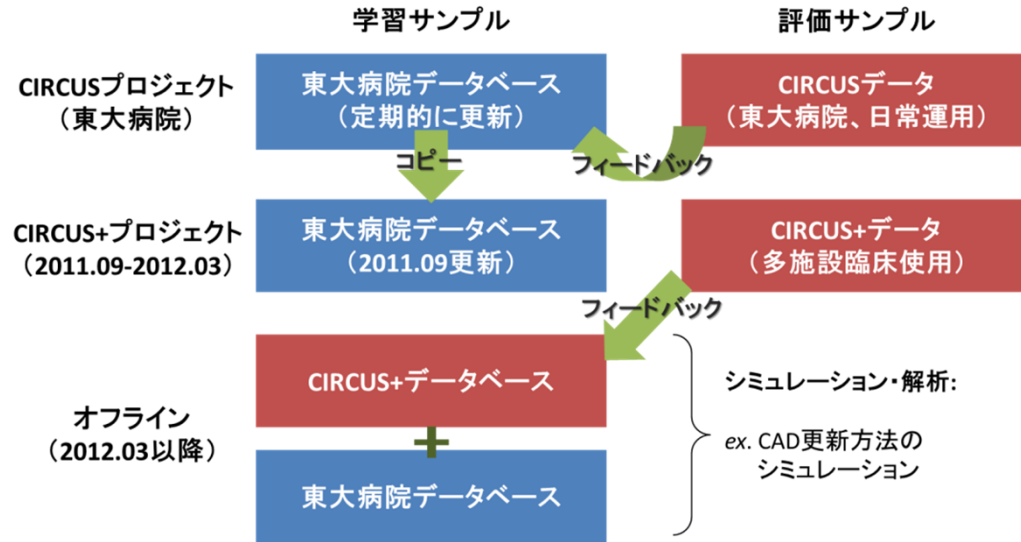 学習サンプル
評価サンプル
CIRCUSプロジェクト
（東大病院）
東大病院データベース
（定期的に更新）
CIRCUSデータ
（東大病院、日常運用）
コピー
フィードバック
CIRCUS+プロジェクト
（2011.09-2012.03）
東大病院データベース
（2011.09更新）
CIRCUS+データ
（多施設臨床使用）
フィードバック
オフライン
（2012.03以降）
CIRCUS+データベース
+
東大病院データベース
シミュレーション・解析:
ex. CAD更新方法の
シミュレーション